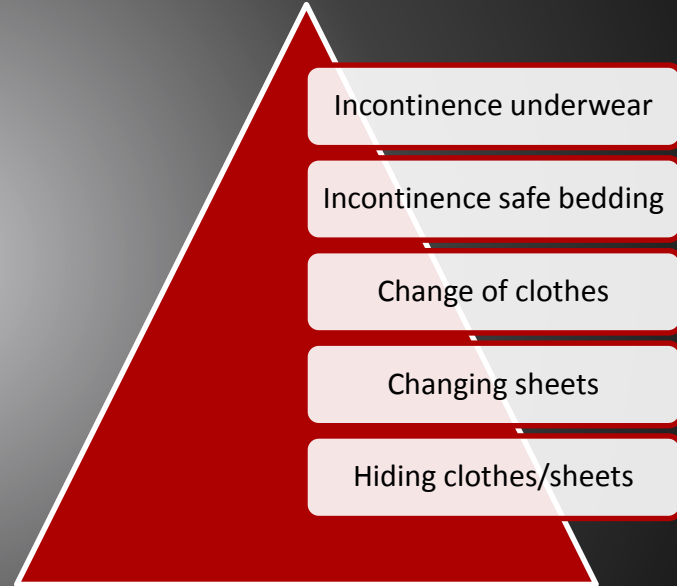 Incontinence underwear
Incontinence safe bedding
Change of clothes
Changing sheets
Hiding clothes/sheets